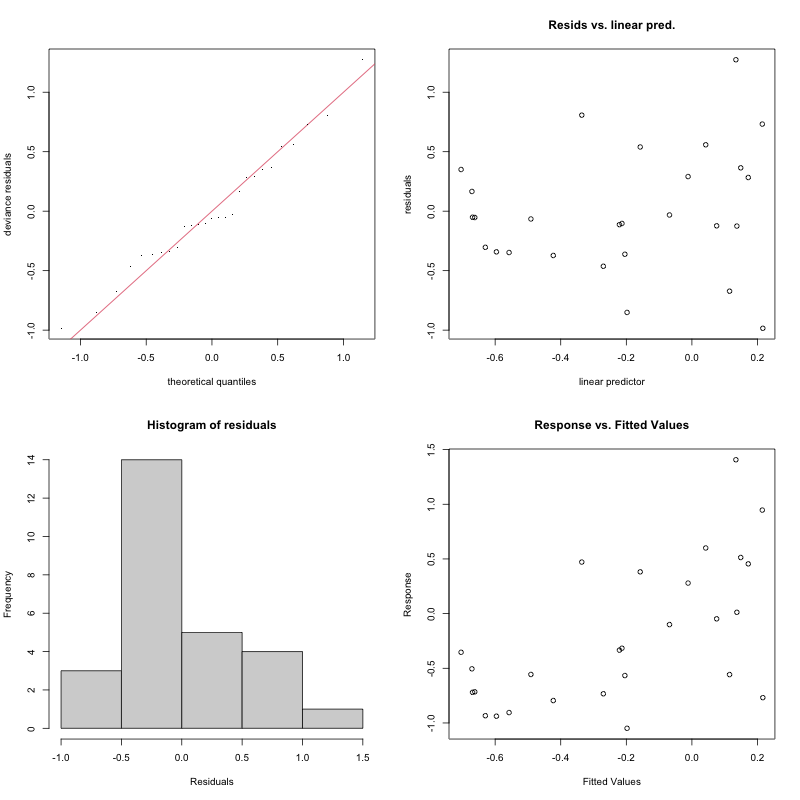 deviance residuals
1.0
0.5
0.0
-0.5
-1.0
-1.0 -0.5 0.0 0.5 1.0
theoretical quantiles
Resids vs. linear pred.
residuals
1.0
0.5
0.0
-0.5
-1.0
-0.6 -0.4 -0.2 0.0 0.2
linear predictor
Histogram of residuals
Frequency
14
12
10
8
6
4
2
0
-1.0 -0.5 0.0 0.5 1.0 1.5
Residuals
Response vs. Fitted Values
Response
1.5
1.0
0.5
0.0
-0.5
-1.0
-0.6 -0.4 -0.2 0.0 0.2
Fitted Values